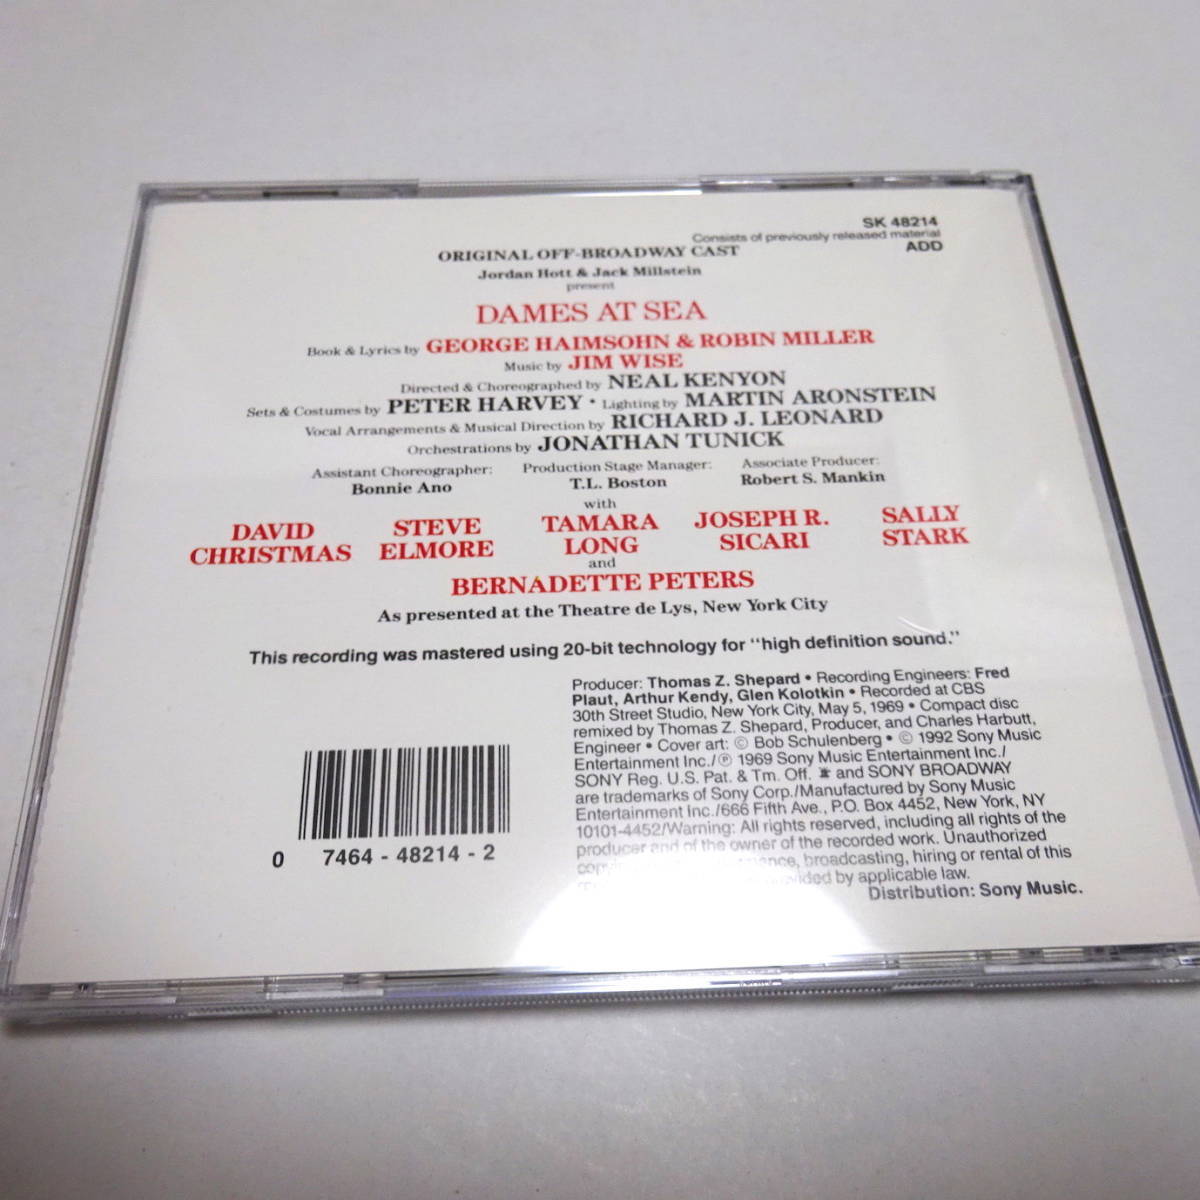 SK 48214
Consists of previously released material
ADD
ORIGINAL OFF-BROADWAY CAST
Jordan Hott & Jack Millstein
present
DAMES AT SEA
Book & Lyrics by GEORGE HAIMSOHN & ROBIN MILLER
Music by JIM WISE
Directed & Choreographed by NEAL KENYON
Sets & Costumes by PETER HARVEY • Lighting by MARTIN ARONSTEIN
Vocal Arrangements & Musical Direction by RICHARD J. LEONARD
Orchestrations by JONATHAN TUNICK
Assistant Choreographer: Production Stage Manager: Associate Producer:
Bonnie Ano T.L. Boston Robert S. Mankin
with
DAVID STEVE TAMARA JOSEPH R. SALLY
CHRISTMAS ELMORE LONG SICARI STARK
and
BERNADETTE PETERS
As presented at the Theatre de Lys, New York City
This recording was mastered using 20-bit technology for "high definition sound."
Producer: Thomas Z. Shepard • Recording Engineers: Fred
Plaut, Arthur Kendy, Glen Kolotkin • Recorded at CBS
30th Street Studio, New York City, May 5, 1969 • Compact disc
remixed by Thomas Z. Shepard, Producer, and Charles Harbutt,
Engineer • Cover art: © Bob Schulenberg • © 1992 Sony Music
Entertainment Inc./℗ 1969 Sony Music Entertainment Inc./
SONY Reg. U.S. Pat. & Tm. Off. and SONY BROADWAY
are trademarks of Sony Corp./Manufactured by Sony Music
Entertainment Inc./666 Fifth Ave., P.O. Box 4452, New York, NY
10101-4452/Warning: All rights reserved, including all rights of the
producer and of the owner of the recorded work. Unauthorized
broadcasting, hiring or rental of this
by applicable law.
Distribution: Sony Music.
0 7464 - 48214 - 2